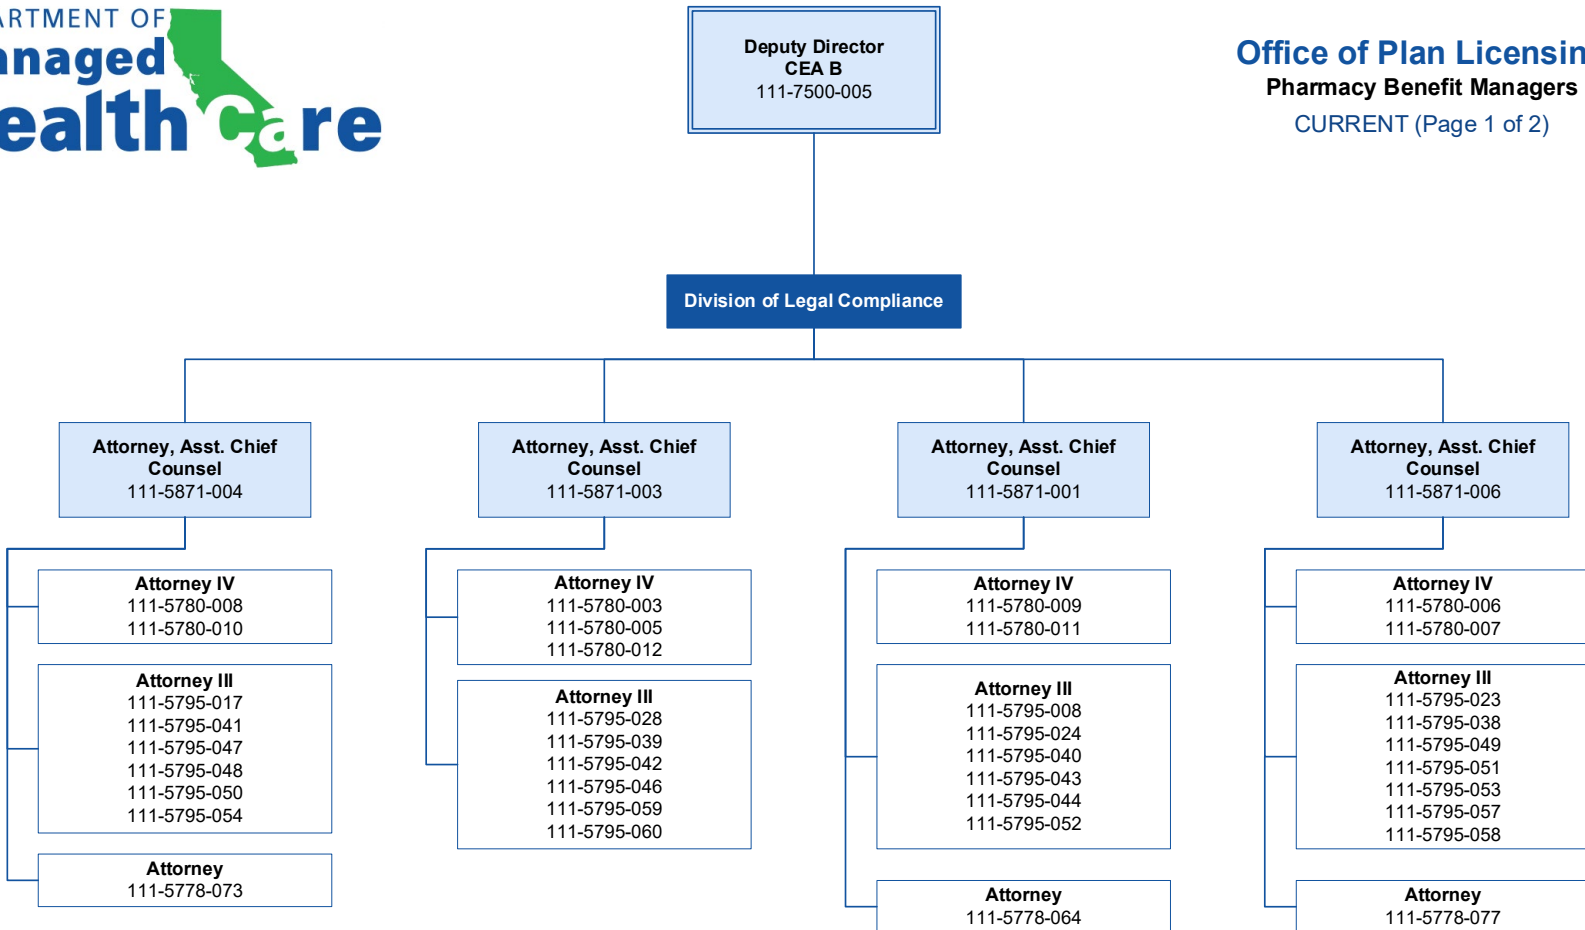 ARTMENT OF
anaged
ealth Care
Deputy Director
CEA B
111-7500-005
Office of Plan Licensin
Pharmacy Benefit Managers
CURRENT (Page 1 of 2)
Division of Legal Compliance
Attorney, Asst. Chief
Counsel
111-5871-004
Attorney IV
111-5780-008
111-5780-010
Attorney III
111-5795-017
111-5795-041
111-5795-047
111-5795-048
111-5795-050
111-5795-054
Attorney
111-5778-073
Attorney, Asst. Chief
Counsel
111-5871-003
Attorney IV
111-5780-003
111-5780-005
111-5780-012
Attorney III
111-5795-028
111-5795-039
111-5795-042
111-5795-046
111-5795-059
111-5795-060
Attorney, Asst. Chief
Counsel
111-5871-001
Attorney IV
111-5780-009
111-5780-011
Attorney III
111-5795-008
111-5795-024
111-5795-040
111-5795-043
111-5795-044
111-5795-052
Attorney
111-5778-064
Attorney, Asst. Chief
Counsel
111-5871-006
Attorney IV
111-5780-006
111-5780-007
Attorney III
111-5795-023
111-5795-038
111-5795-049
111-5795-051
111-5795-053
111-5795-057
111-5795-058
Attorney
111-5778-077